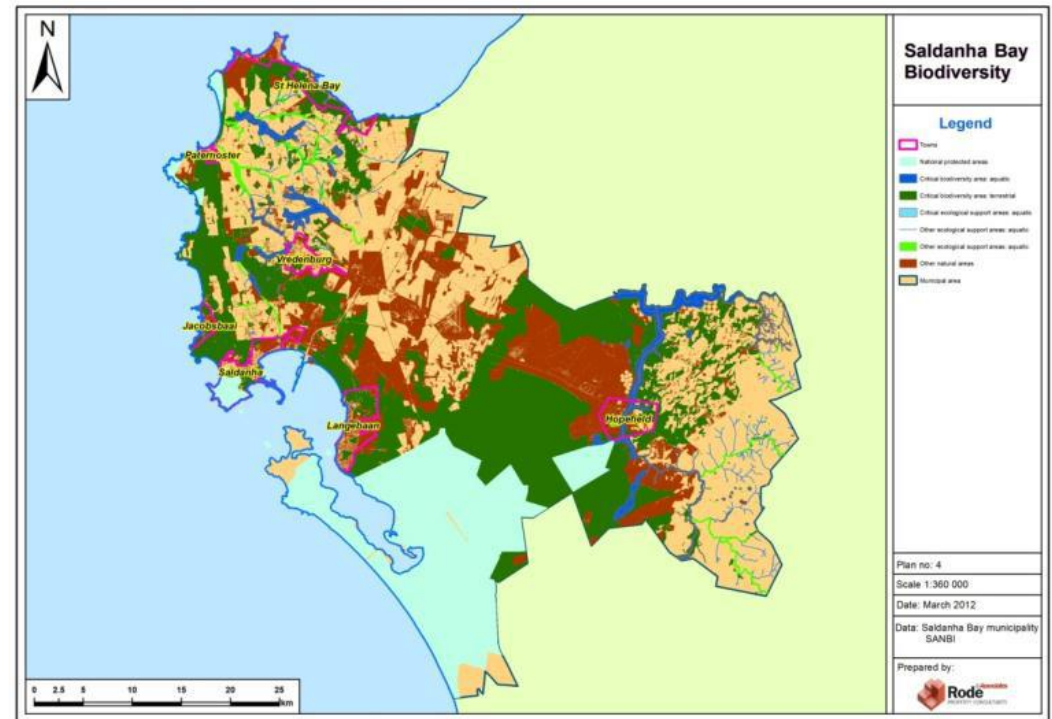 N
St Helena Bay
Paternoster
Vredenburg
Jacobsbaai
Saldanha
Langebaan
Hopefield
0 2.5 5 10 15 20 25
km
Saldanha Bay
Biodiversity
Legend
Towns
National protected areas
Critical biodiversity area: aquatic
Critical biodiversity area: terrestrial
Critical ecological support areas: aquatic
Other ecological support areas: aquatic
Other ecological support areas: aquatic
Other natural areas
Municipal area
Plan no: 4
Scale 1:360 000
Date: March 2012
Data: Saldanha Bay municipality
SANBI
Prepared by:
Rode
& Associates
PROPERTY CONSULTANTS